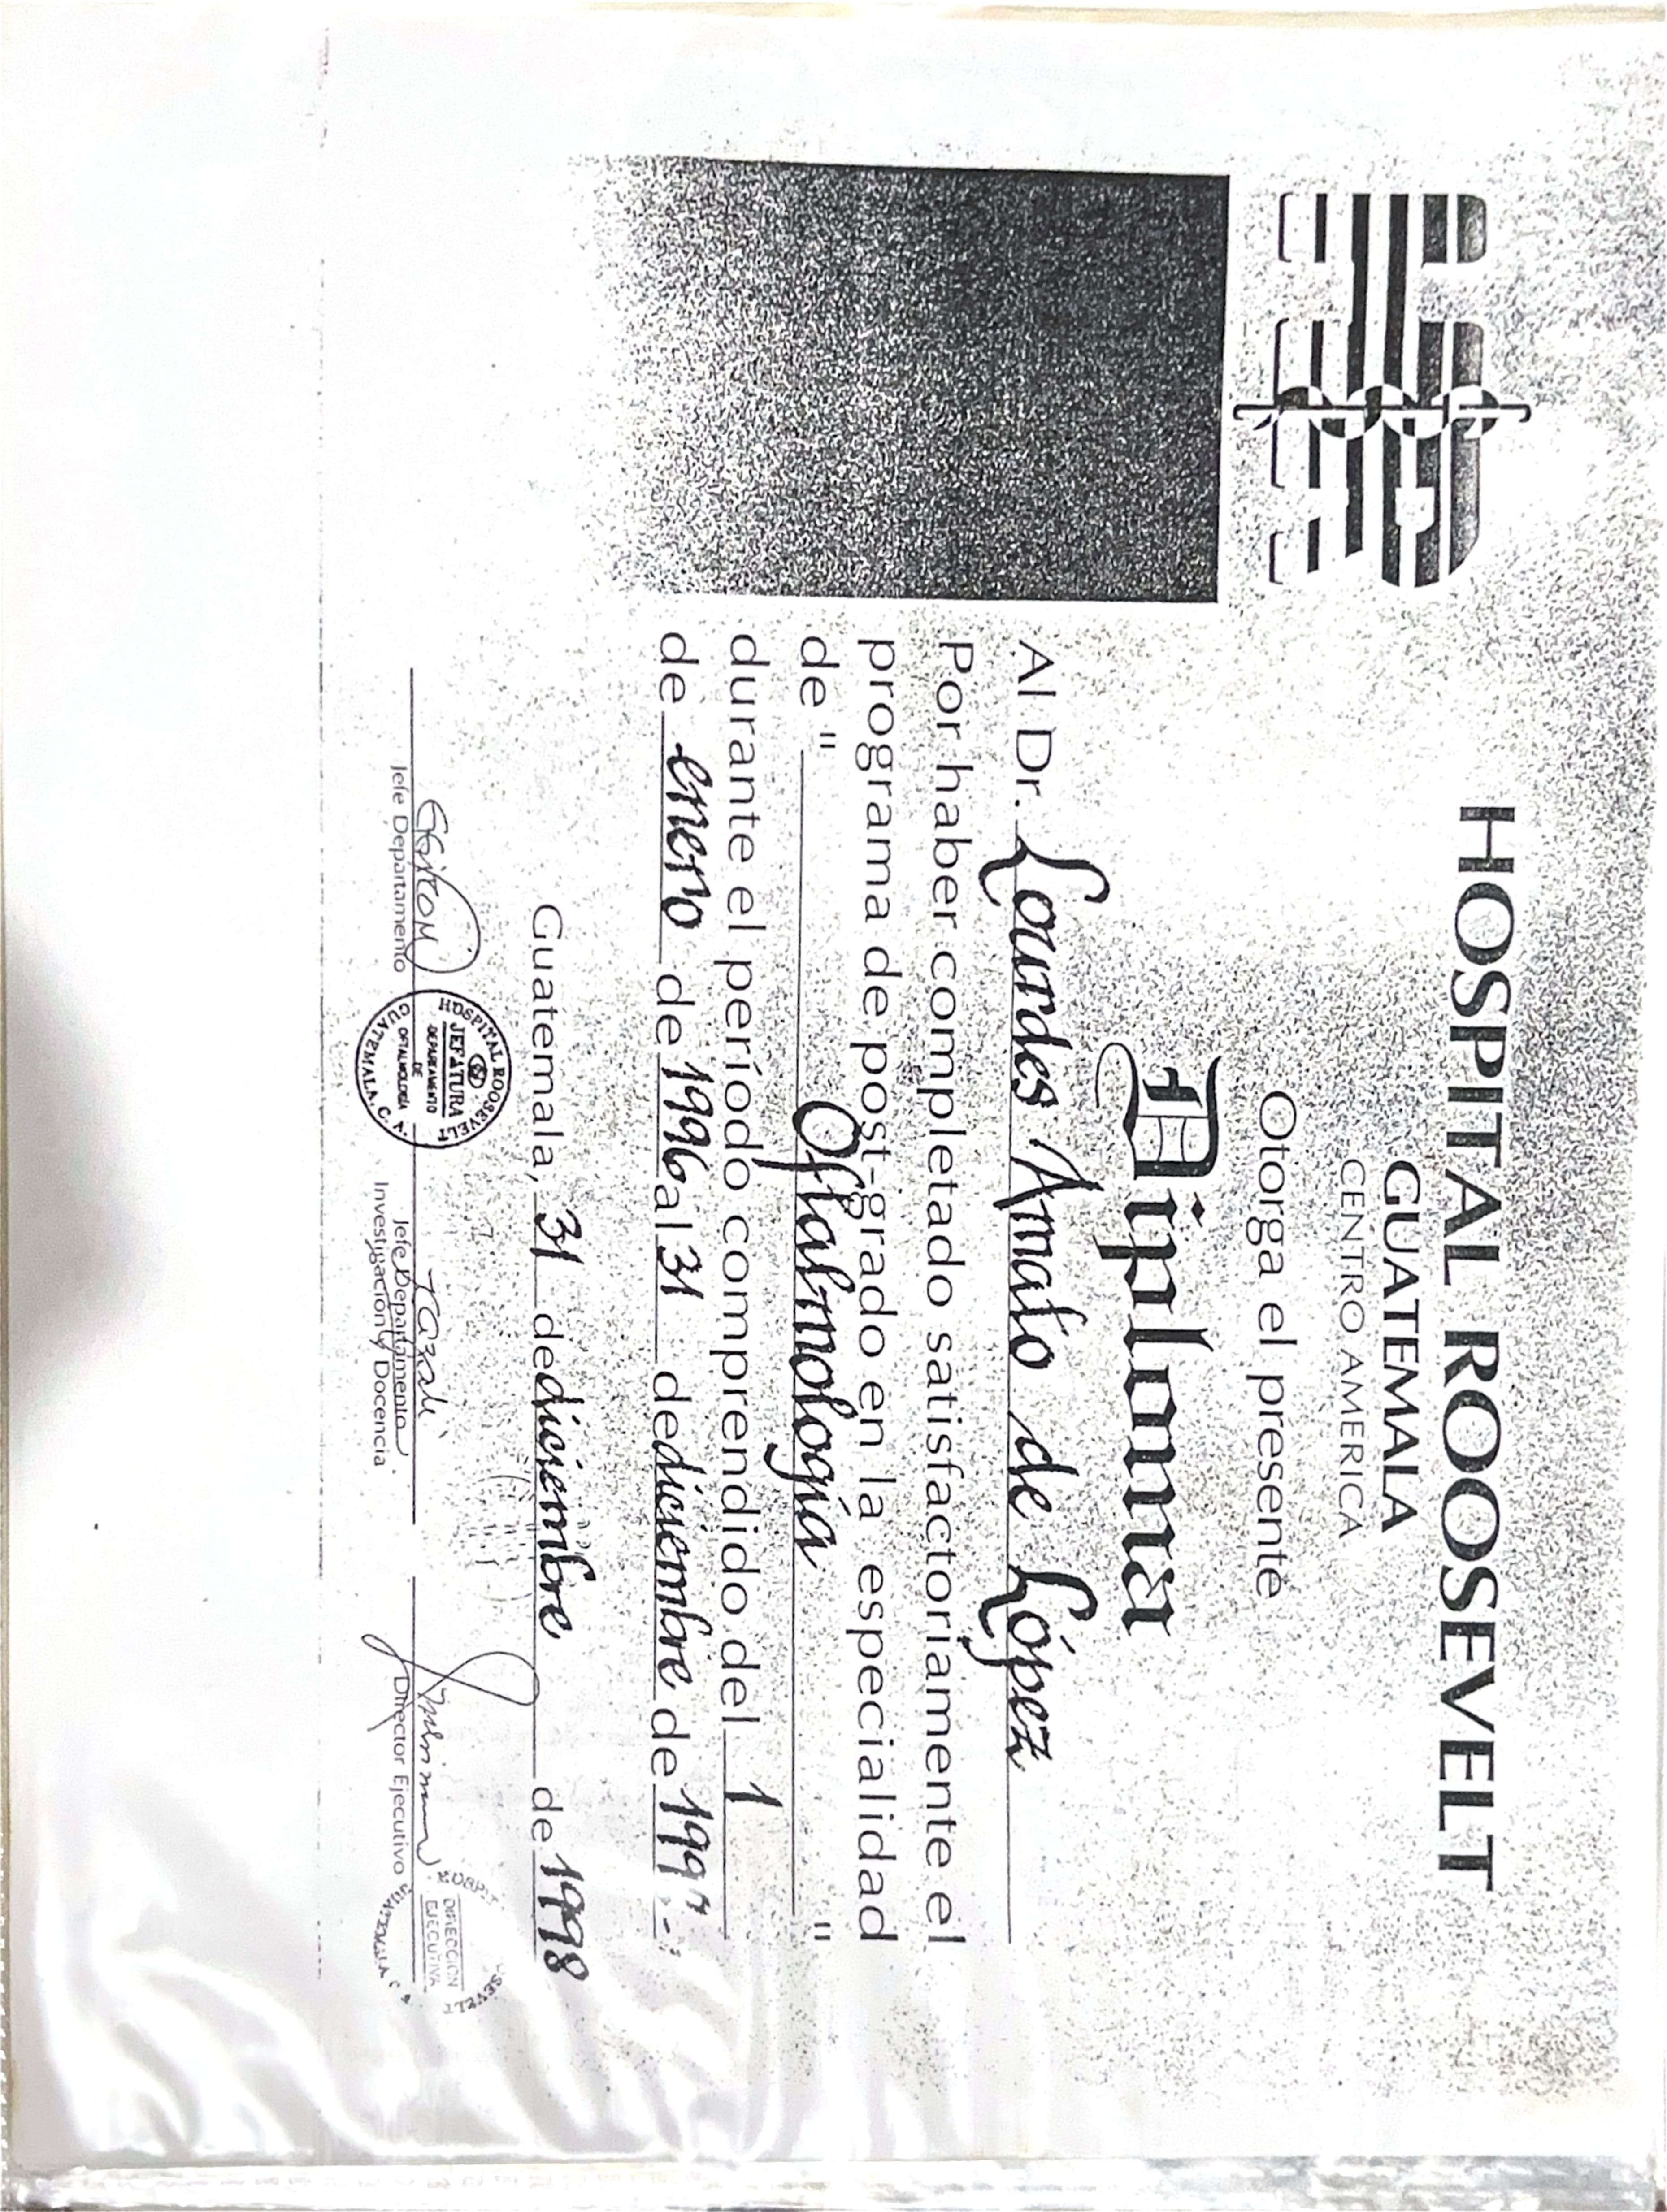 HOSPITAL ROOSEVELT
GUATEMALA
CENTRO AMERICA
Otorga el presente
Diploma
Al Dr. Lourdes Amato de López
Por haber completado satisfactoriamente el
programa de post-grado en la especialidad
de " Oftalmología "
durante el período comprendido del 1
de enero de 1996 al 31 de diciembre de
Guatemala, 31 de diciembre de 1998
Jefe Departamento
HOSPITAL ROOSEVELT
JEFATURA
DEPARTAMENTO
DE
OFTALMOLOGÍA
GUATEMALA, C. A.
Jefe Departamento
Investigación y Docencia
Director Ejecutivo
DIRECCION
EJECUTIVA